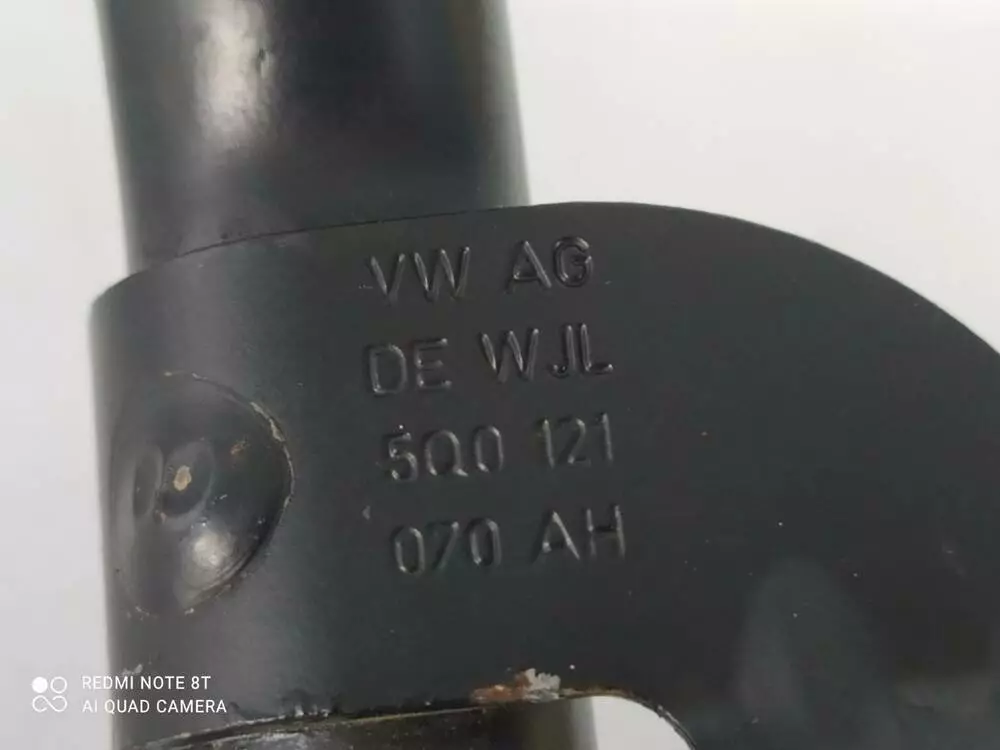 VW AG
DE WJL
5Q0 121
070 AH
REDMI NOTE 8T
AI QUAD CAMERA